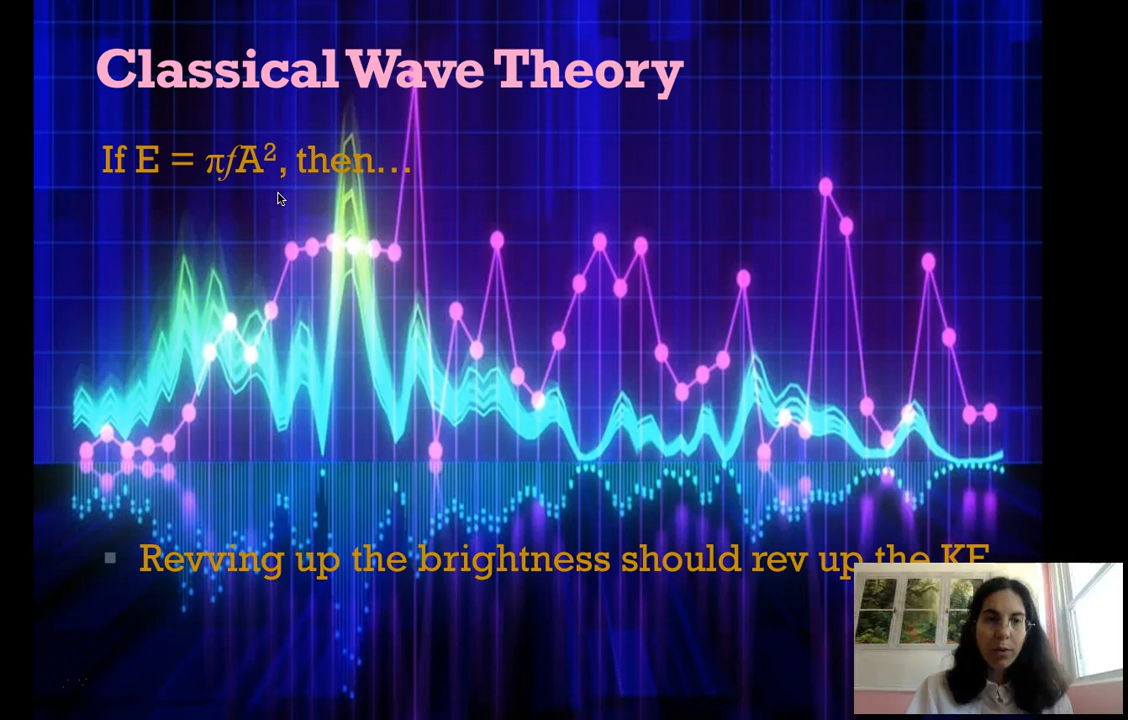 Classical Wave Theory
If E = πfA², then…
▪ Revving up the brightness should rev up the KE